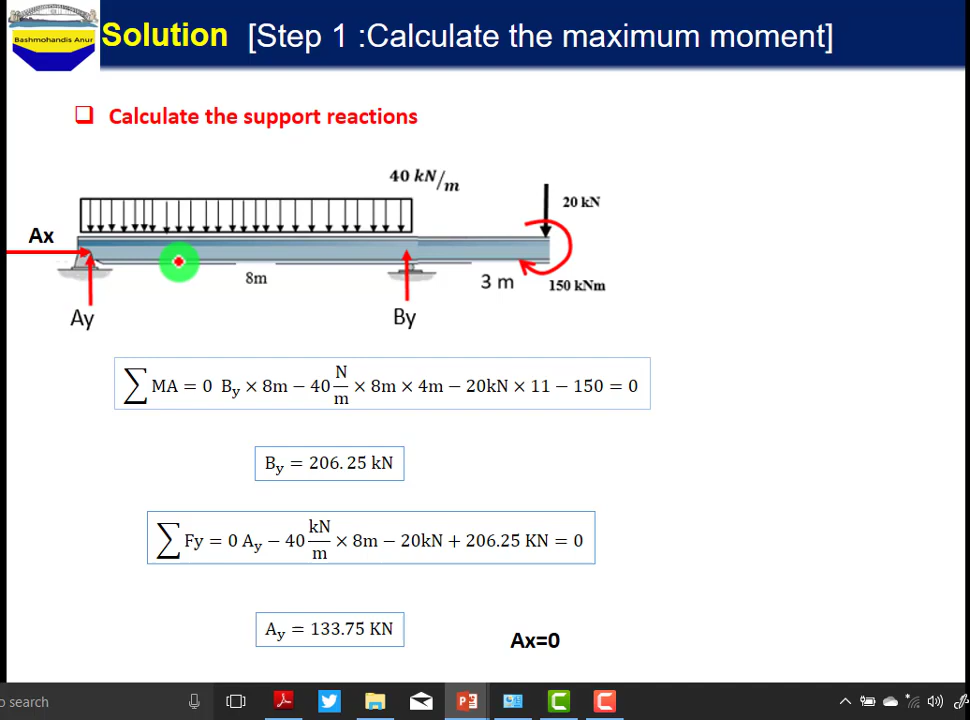 Bashmohandis Anur
Solution [Step 1 :Calculate the maximum moment]
Calculate the support reactions
40 kN/m
20 kN
Ax
8m
3 m
150 kNm
Ay
By
∑ MA = 0 By × 8m − 40 N/m × 8m × 4m − 20kN × 11 − 150 = 0
By = 206.25 kN
∑ Fy = 0 Ay − 40 kN/m × 8m − 20kN + 206.25 KN = 0
Ay = 133.75 KN
Ax=0
o search